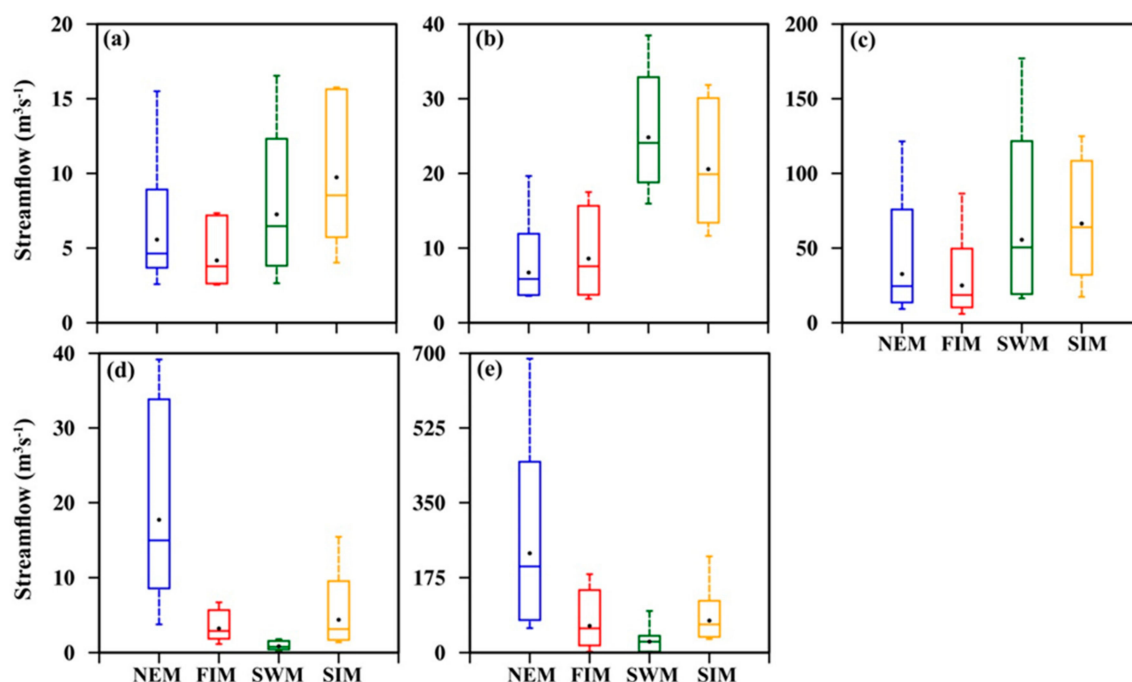 20 (a) 40 (b) 200 (c)
15 30 150
10 20 100
5 10 50
0 0 0
Streamflow (m³s⁻¹)
NEM FIM SWM SIM
40 (d) 700 (e)
30 525
20 350
10 175
0 0
Streamflow (m³s⁻¹)
NEM FIM SWM SIM NEM FIM SWM SIM